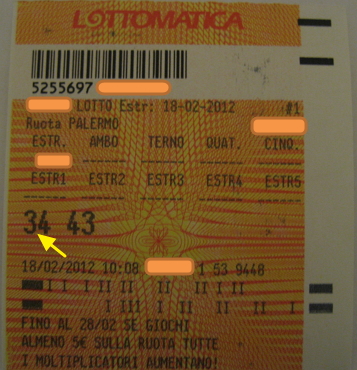 LOTTOMATICA
5255697
LOTTO Estr: 18-02-2012 #1
Ruota PALERMO
ESTR. AMBO TERNO QUAT. CINQ.
ESTR1 ESTR2 ESTR3 ESTR4 ESTR5
34 43
18/02/2012 10:08 1 53 9448
FINO AL 28/02 SE GIOCHI
ALMENO 5€ SULLA RUOTA TUTTE
I MOLTIPLICATORI AUMENTANO!